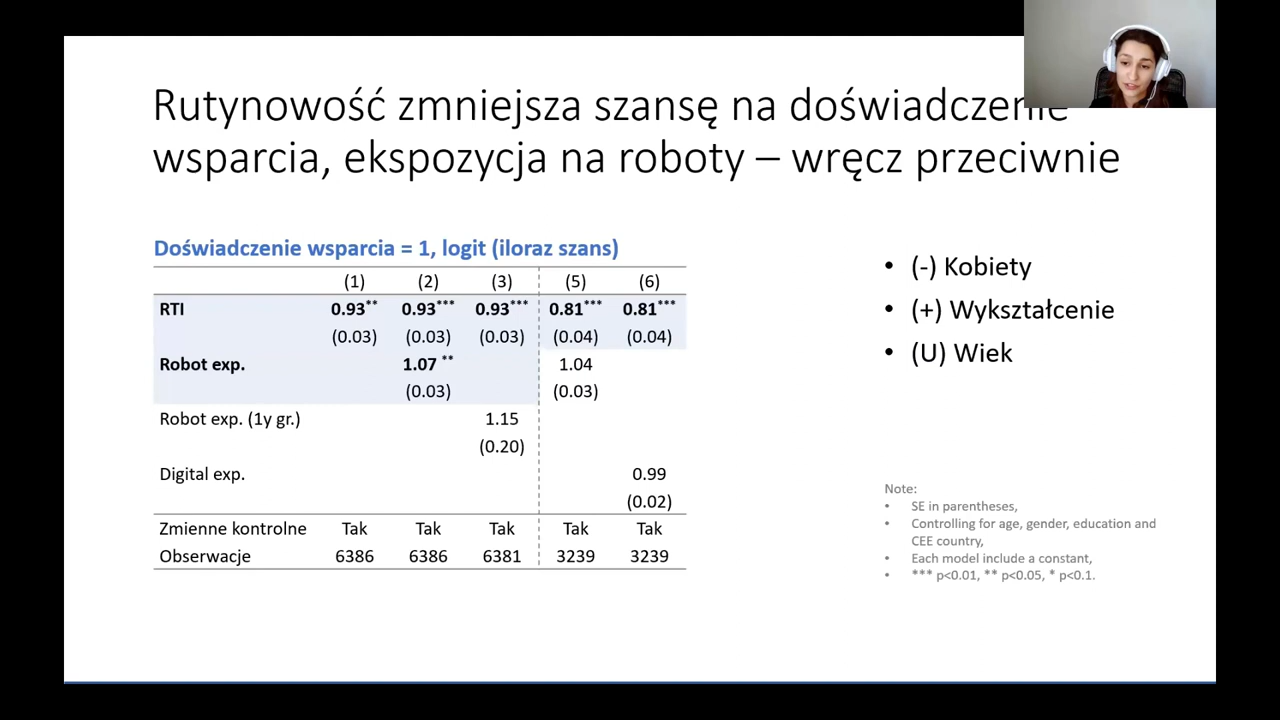 Rutynowość zmniejsza szansę na doświadczenie
wsparcia, ekspozycja na roboty – wręcz przeciwnie
Doświadczenie wsparcia = 1, logit (iloraz szans)
(1) (2) (3) (5) (6)
RTI 0.93** 0.93*** 0.93*** 0.81*** 0.81***
(0.03) (0.03) (0.03) (0.04) (0.04)
Robot exp. 1.07 ** 1.04
(0.03) (0.03)
Robot exp. (1y gr.) 1.15
(0.20)
Digital exp. 0.99
(0.02)
Zmienne kontrolne Tak Tak Tak Tak Tak
Obserwacje 6386 6386 6381 3239 3239
• (-) Kobiety
• (+) Wykształcenie
• (U) Wiek
Note:
• SE in parentheses,
• Controlling for age, gender, education and
CEE country,
• Each model include a constant,
• *** p<0.01, ** p<0.05, * p<0.1.